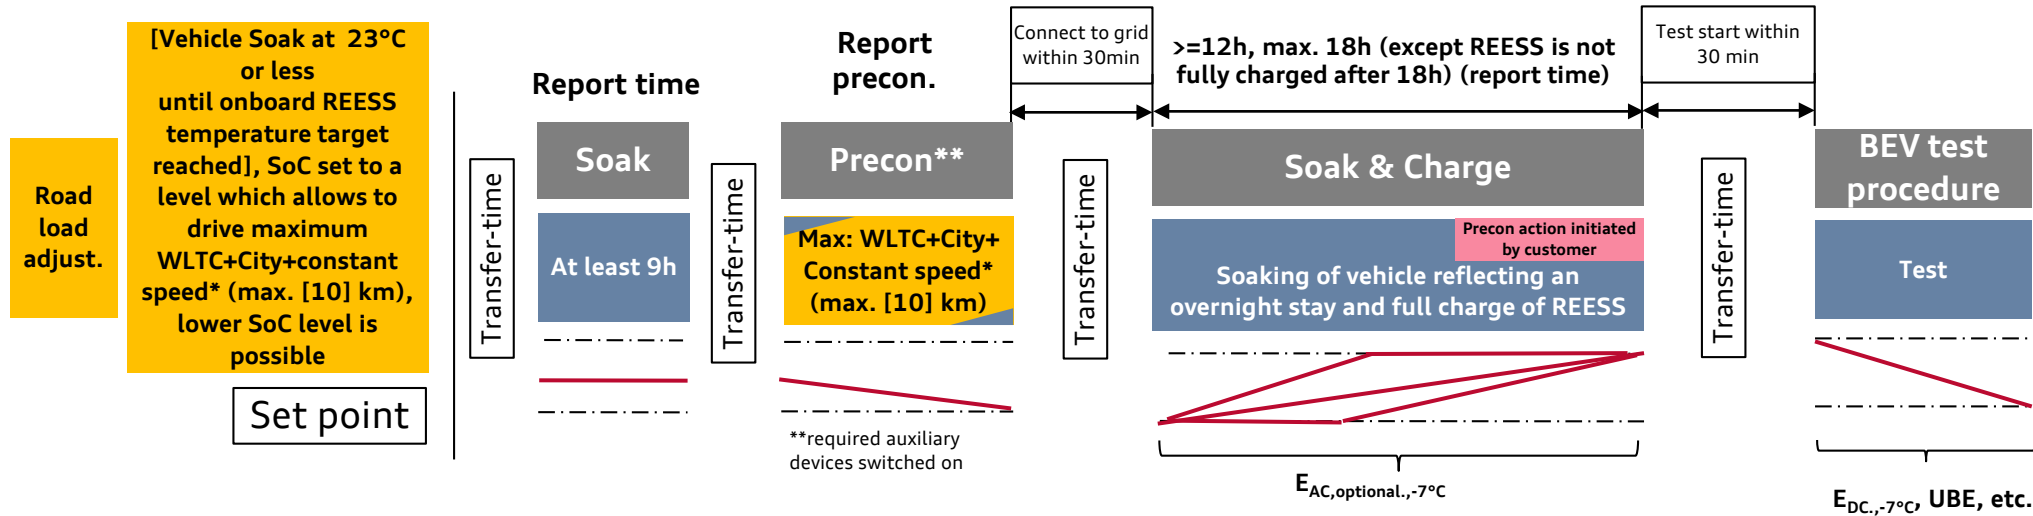 Road
load
adjust.
[Vehicle Soak at 23°C
or less
until onboard REESS
temperature target
reached], SoC set to a
level which allows to
drive maximum
WLTC+City+constant
speed* (max. [10] km),
lower SoC level is
possible
Set point
Transfer-time
Report time
Soak
At least 9h
Transfer-time
Report
precon.
Precon**
Max: WLTC+City+
Constant speed*
(max. [10] km)
**required auxiliary
devices switched on
Connect to grid
within 30min
Transfer-time
>=12h, max. 18h (except REESS is not
fully charged after 18h) (report time)
Soak & Charge
Precon action initiated
by customer
Soaking of vehicle reflecting an
overnight stay and full charge of REESS
E_AC,optional.,-7°C
Test start within
30 min
Transfer-time
BEV test
procedure
Test
E_DC.,-7°C, UBE, etc.